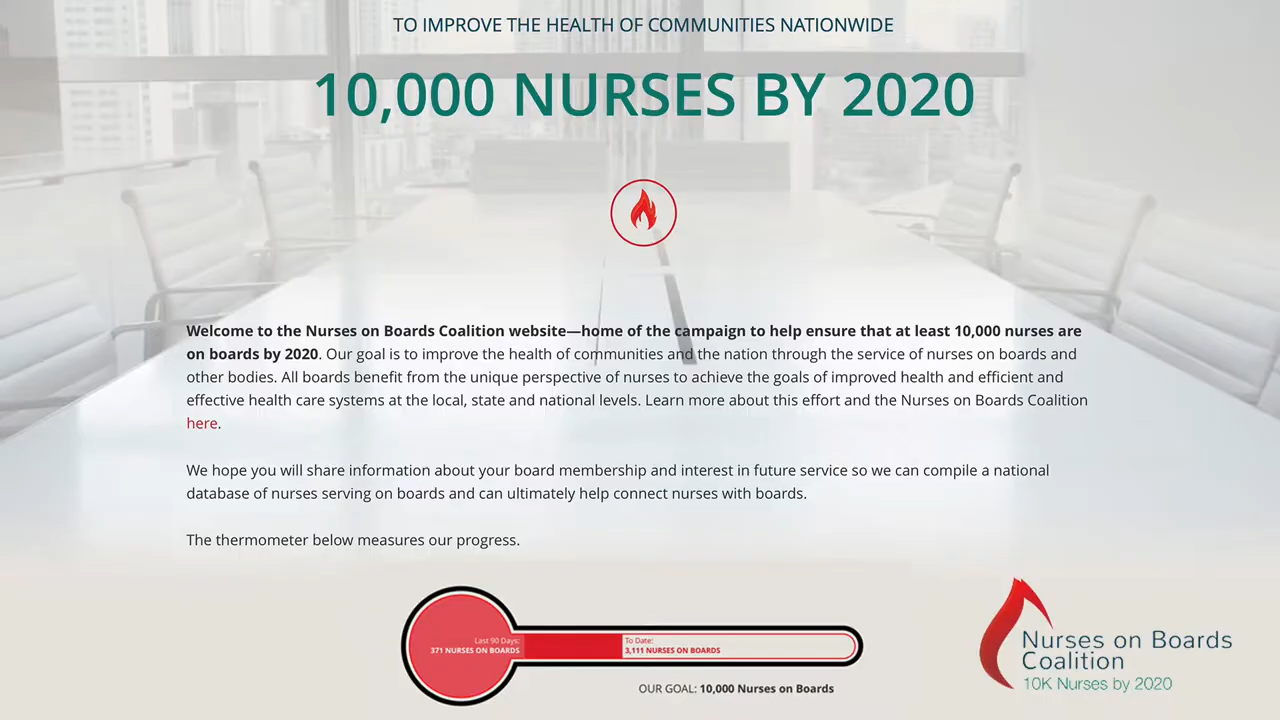 TO IMPROVE THE HEALTH OF COMMUNITIES NATIONWIDE
10,000 NURSES BY 2020
Welcome to the Nurses on Boards Coalition website—home of the campaign to help ensure that at least 10,000 nurses are
on boards by 2020. Our goal is to improve the health of communities and the nation through the service of nurses on boards and
other bodies. All boards benefit from the unique perspective of nurses to achieve the goals of improved health and efficient and
effective health care systems at the local, state and national levels. Learn more about this effort and the Nurses on Boards Coalition
here.
We hope you will share information about your board membership and interest in future service so we can compile a national
database of nurses serving on boards and can ultimately help connect nurses with boards.
The thermometer below measures our progress.
Last 90 Days:
371 NURSES ON BOARDS
To Date:
3,111 NURSES ON BOARDS
OUR GOAL: 10,000 Nurses on Boards
Nurses on Boards
Coalition
10K Nurses by 2020